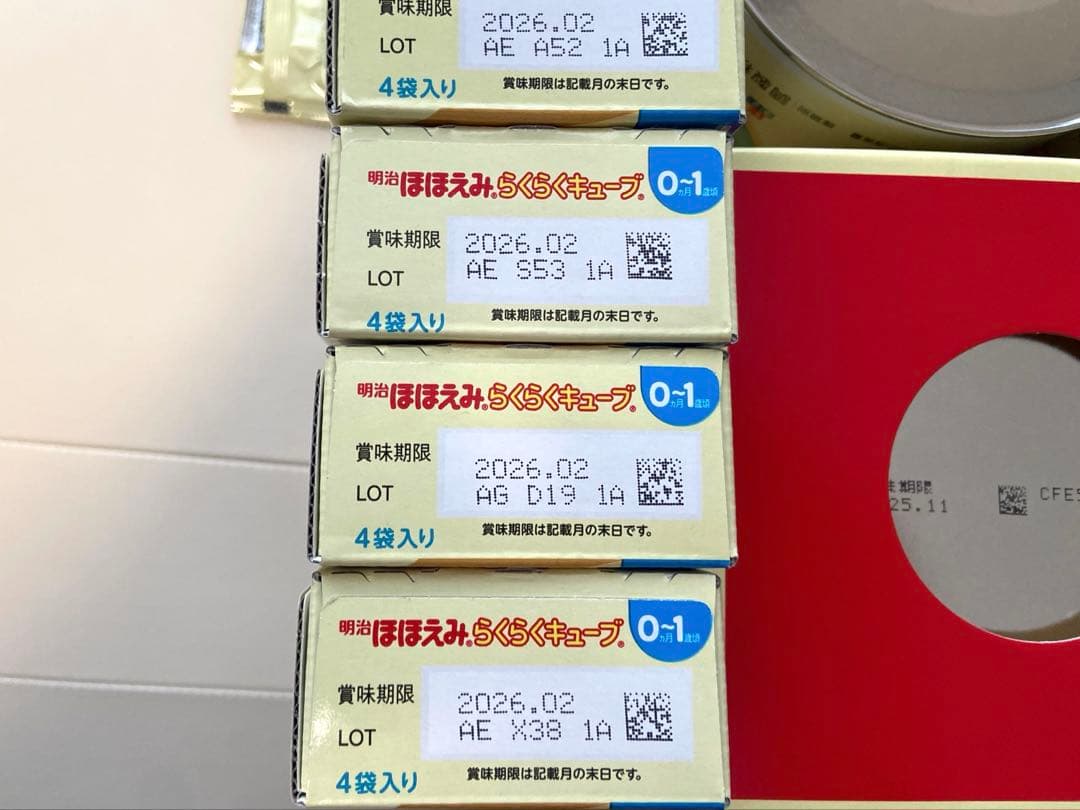 賞味期限
2026.02
LOT
AE A52 1A
4袋入り
賞味期限は記載月の末日です。
明治ほほえみ®らくらくキューブ®
0ヵ月~1歳頃
賞味期限
2026.02
LOT
AE S53 1A
4袋入り
賞味期限は記載月の末日です。
明治ほほえみ®らくらくキューブ®
0ヵ月~1歳頃
賞味期限
2026.02
LOT
AG D19 1A
4袋入り
賞味期限は記載月の末日です。
明治ほほえみ®らくらくキューブ®
0ヵ月~1歳頃
賞味期限
2026.02
LOT
AE X38 1A
4袋入り
賞味期限は記載月の末日です。
味期限
25.11
CFE5